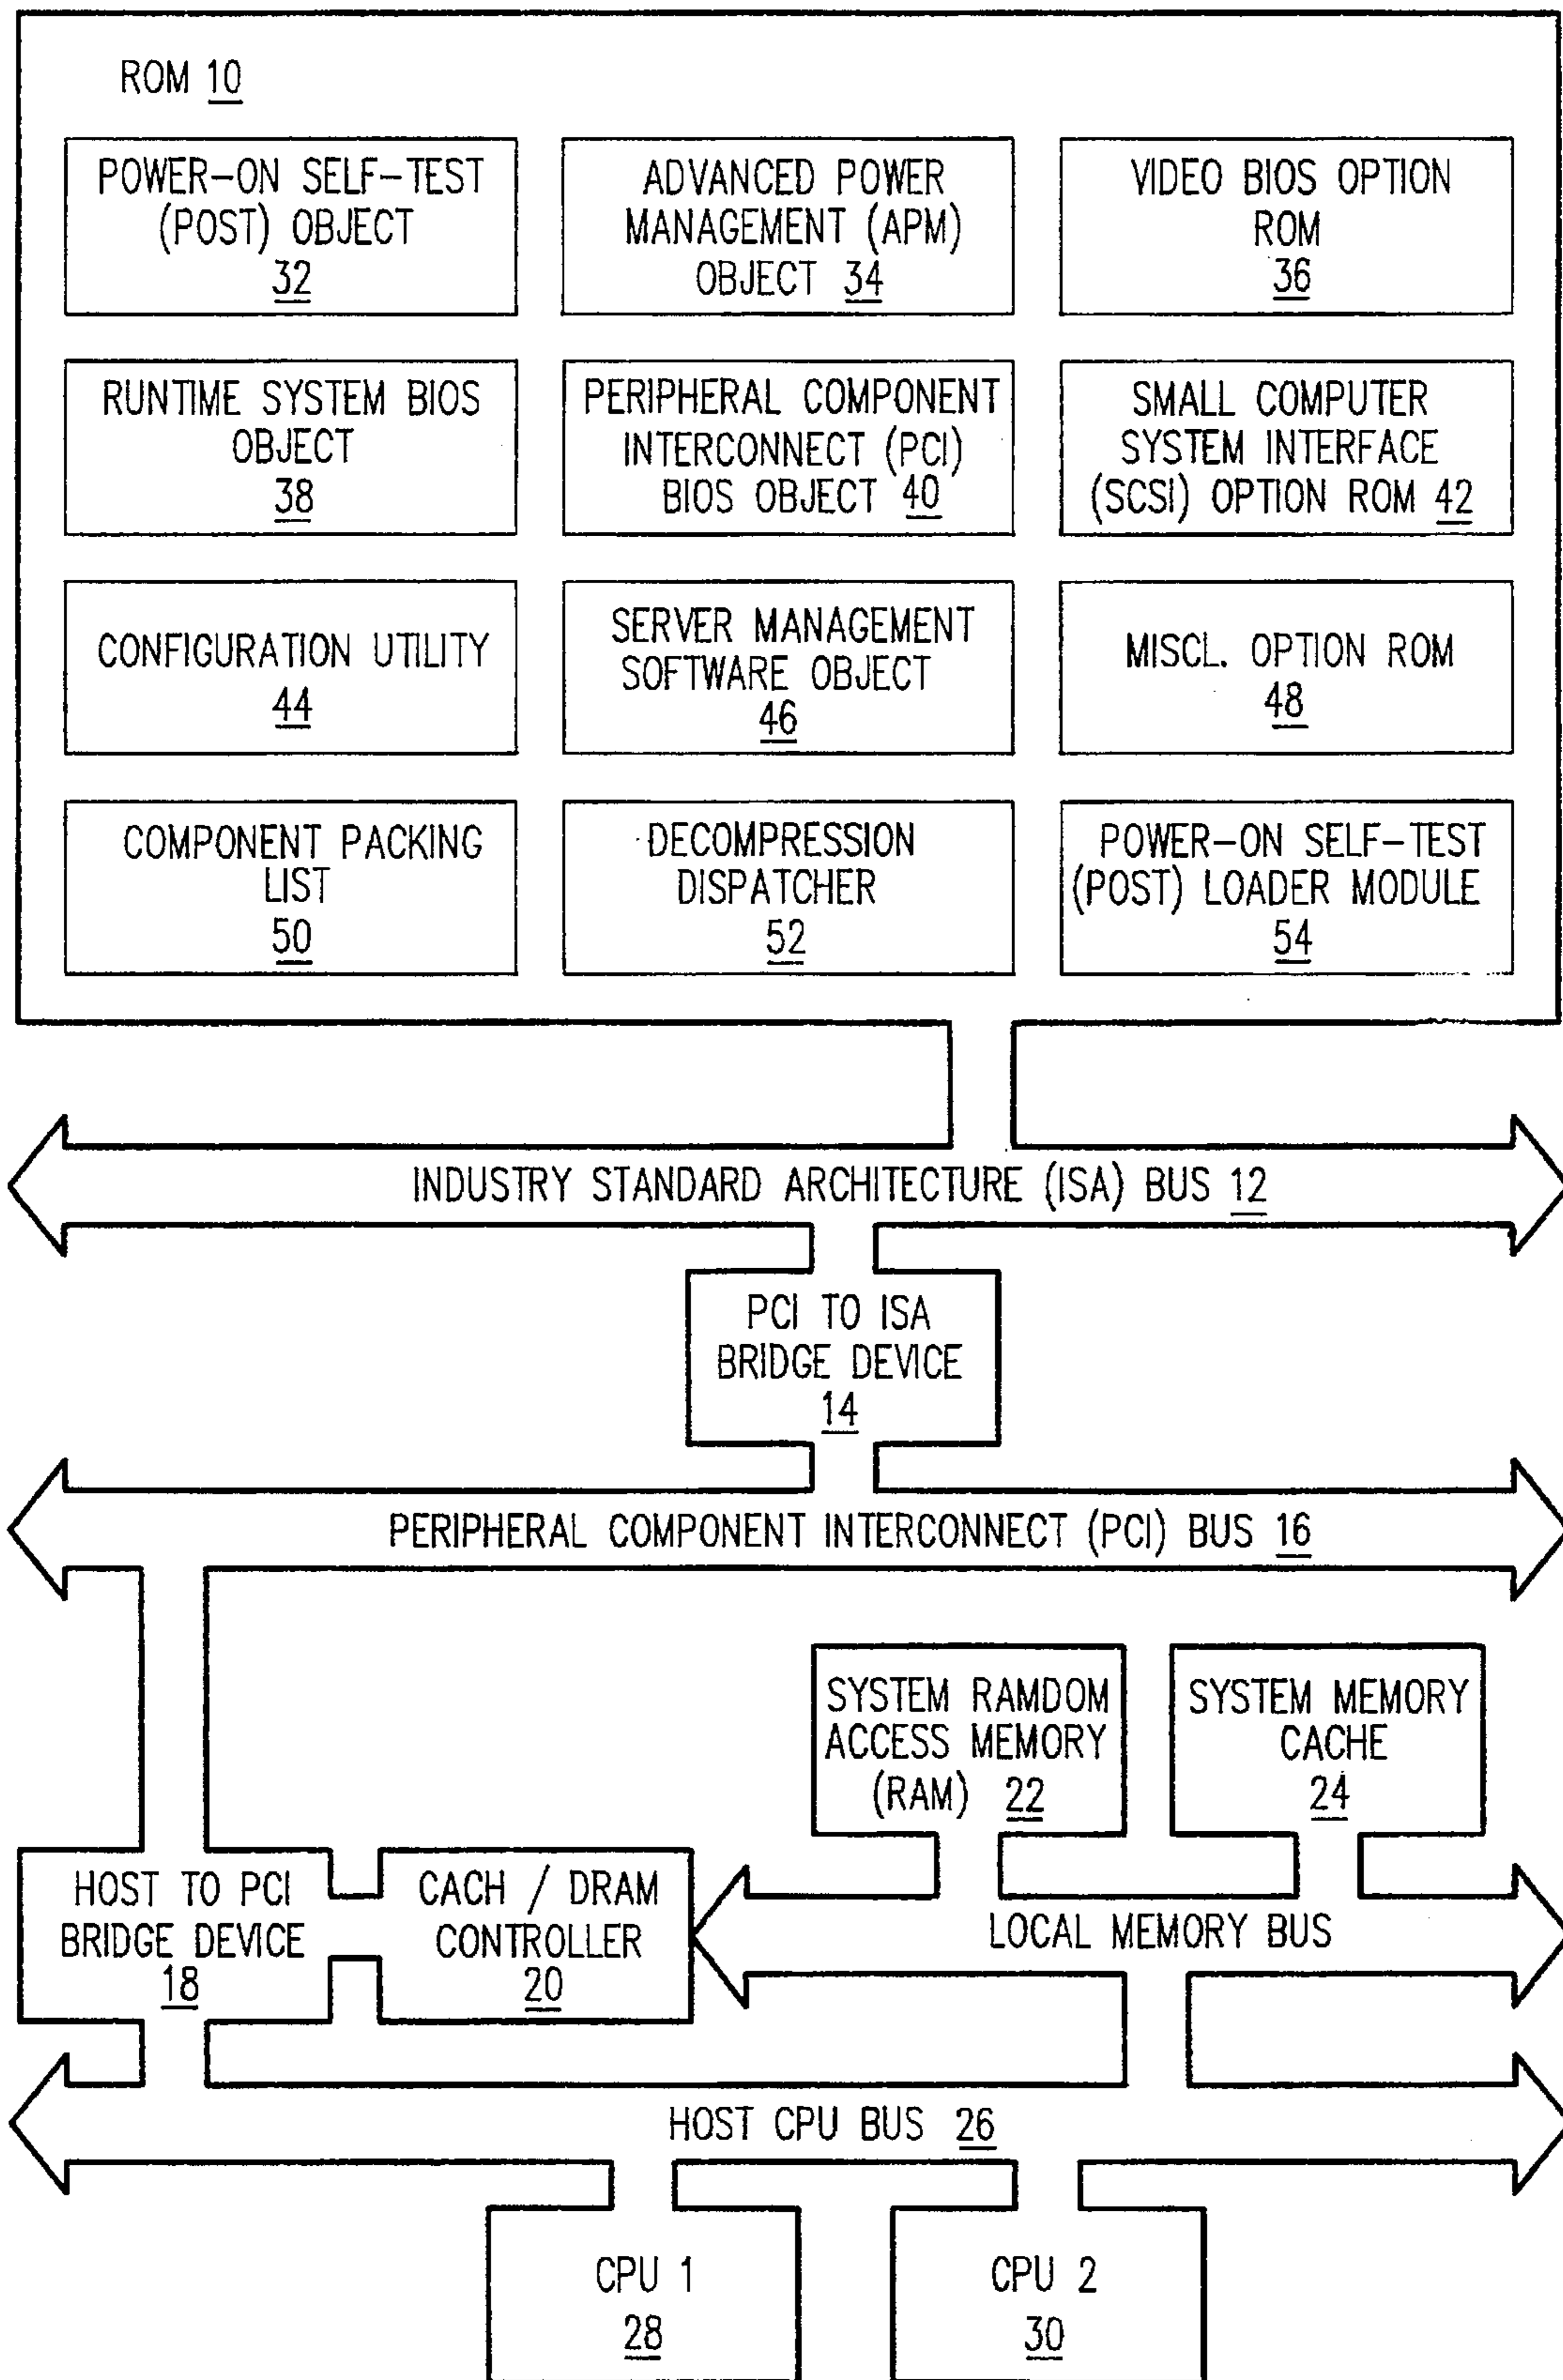 ROM 10
POWER-ON SELF-TEST
(POST) OBJECT
32
ADVANCED POWER
MANAGEMENT (APM)
OBJECT 34
VIDEO BIOS OPTION
ROM
36
RUNTIME SYSTEM BIOS
OBJECT
38
PERIPHERAL COMPONENT
INTERCONNECT (PCI)
BIOS OBJECT 40
SMALL COMPUTER
SYSTEM INTERFACE
(SCSI) OPTION ROM 42
CONFIGURATION UTILITY
44
SERVER MANAGEMENT
SOFTWARE OBJECT
46
MISCL. OPTION ROM
48
COMPONENT PACKING
LIST
50
DECOMPRESSION
DISPATCHER
52
POWER-ON SELF-TEST
(POST) LOADER MODULE
54
INDUSTRY STANDARD ARCHITECTURE (ISA) BUS 12
PCI TO ISA
BRIDGE DEVICE
14
PERIPHERAL COMPONENT INTERCONNECT (PCI) BUS 16
SYSTEM RAMDOM
ACCESS MEMORY
(RAM) 22
SYSTEM MEMORY
CACHE
24
HOST TO PCI
BRIDGE DEVICE
18
CACH / DRAM
CONTROLLER
20
LOCAL MEMORY BUS
HOST CPU BUS 26
CPU 1
28
CPU 2
30